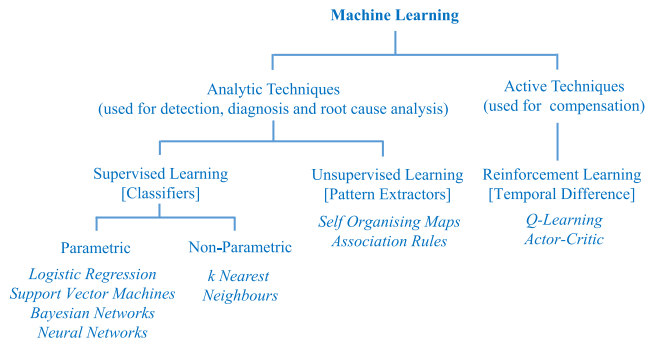 Machine Learning
Analytic Techniques
(used for detection, diagnosis and root cause analysis)
Active Techniques
(used for compensation)
Supervised Learning
[Classifiers]
Unsupervised Learning
[Pattern Extractors]
Self Organising Maps
Association Rules
Reinforcement Learning
[Temporal Difference]
Q-Learning
Actor-Critic
Parametric
Logistic Regression
Support Vector Machines
Bayesian Networks
Neural Networks
Non-Parametric
k Nearest
Neighbours